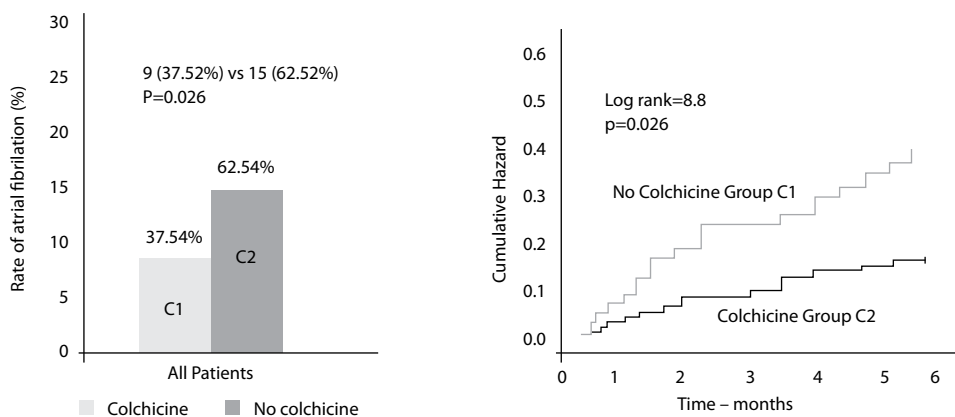 Rate of atrial fibrilation (%)
30
25
20
15
10
5
0
9 (37.52%) vs 15 (62.52%)
P=0.026
62.54%
37.54%
C2
C1
All Patients
Colchicine
No colchicine
Cumulative Hazard
0.6
0.5
0.4
0.3
0.2
0.1
0.0
Log rank=8.8
p=0.026
No Colchicine Group C1
Colchicine Group C2
0 1 2 3 4 5 6
Time – months